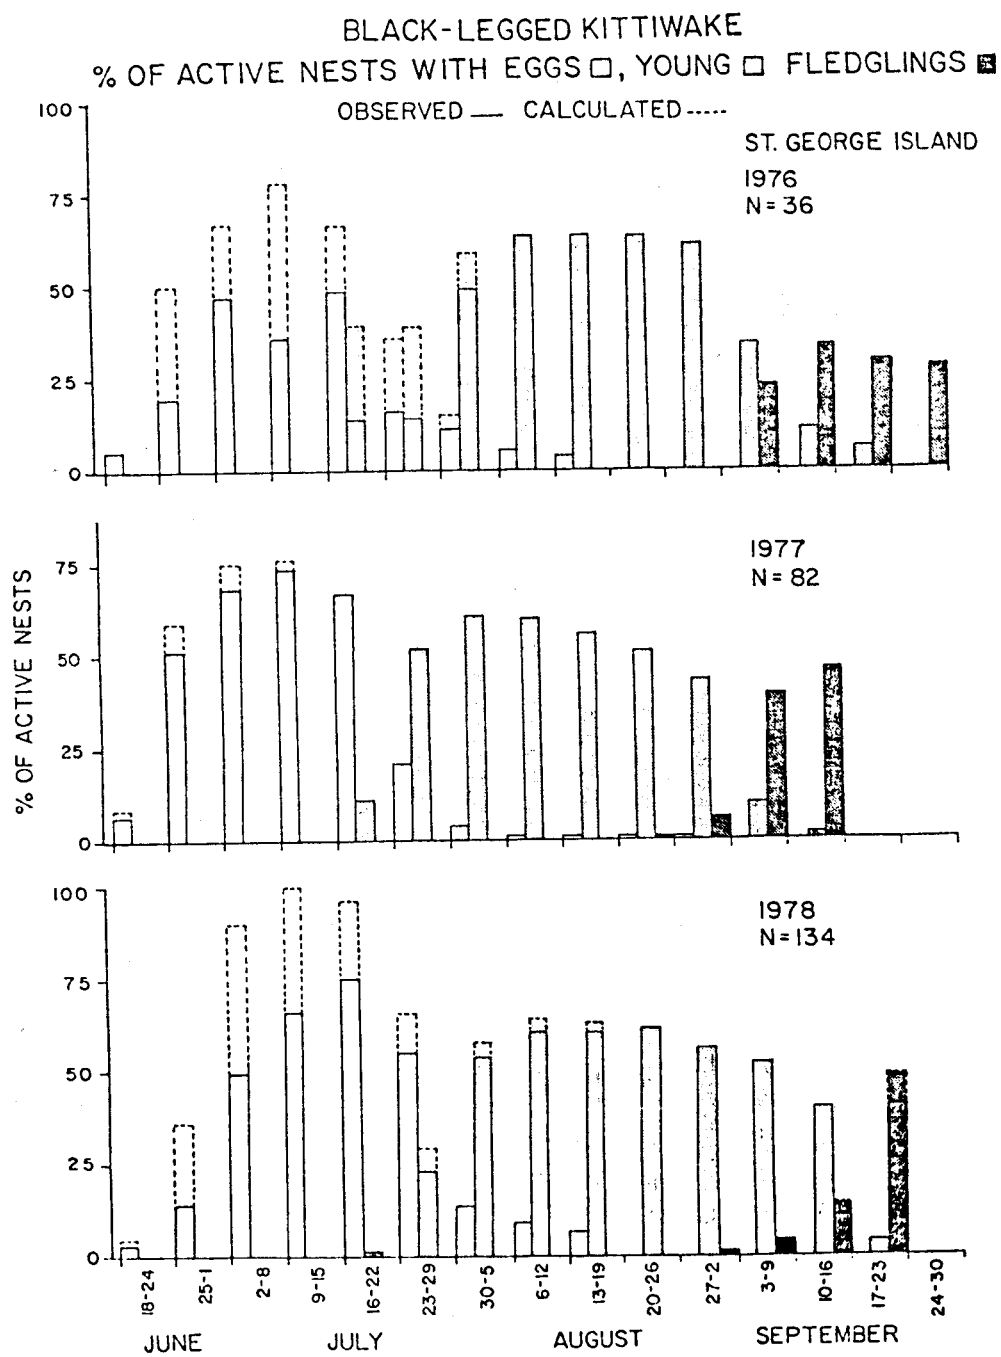 BLACK-LEGGED KITTIWAKE
% OF ACTIVE NESTS WITH EGGS □, YOUNG □ FLEDGLINGS ■
OBSERVED — CALCULATED -----
ST. GEORGE ISLAND
1976
N = 36
100
75
50
25
0
1977
N = 82
75
50
25
0
% OF ACTIVE NESTS
1978
N = 134
100
75
50
25
0
18-24 25-1 2-8 9-15 16-22 23-29 30-5 6-12 13-19 20-26 27-2 3-9 10-16 17-23 24-30
JUNE JULY AUGUST SEPTEMBER